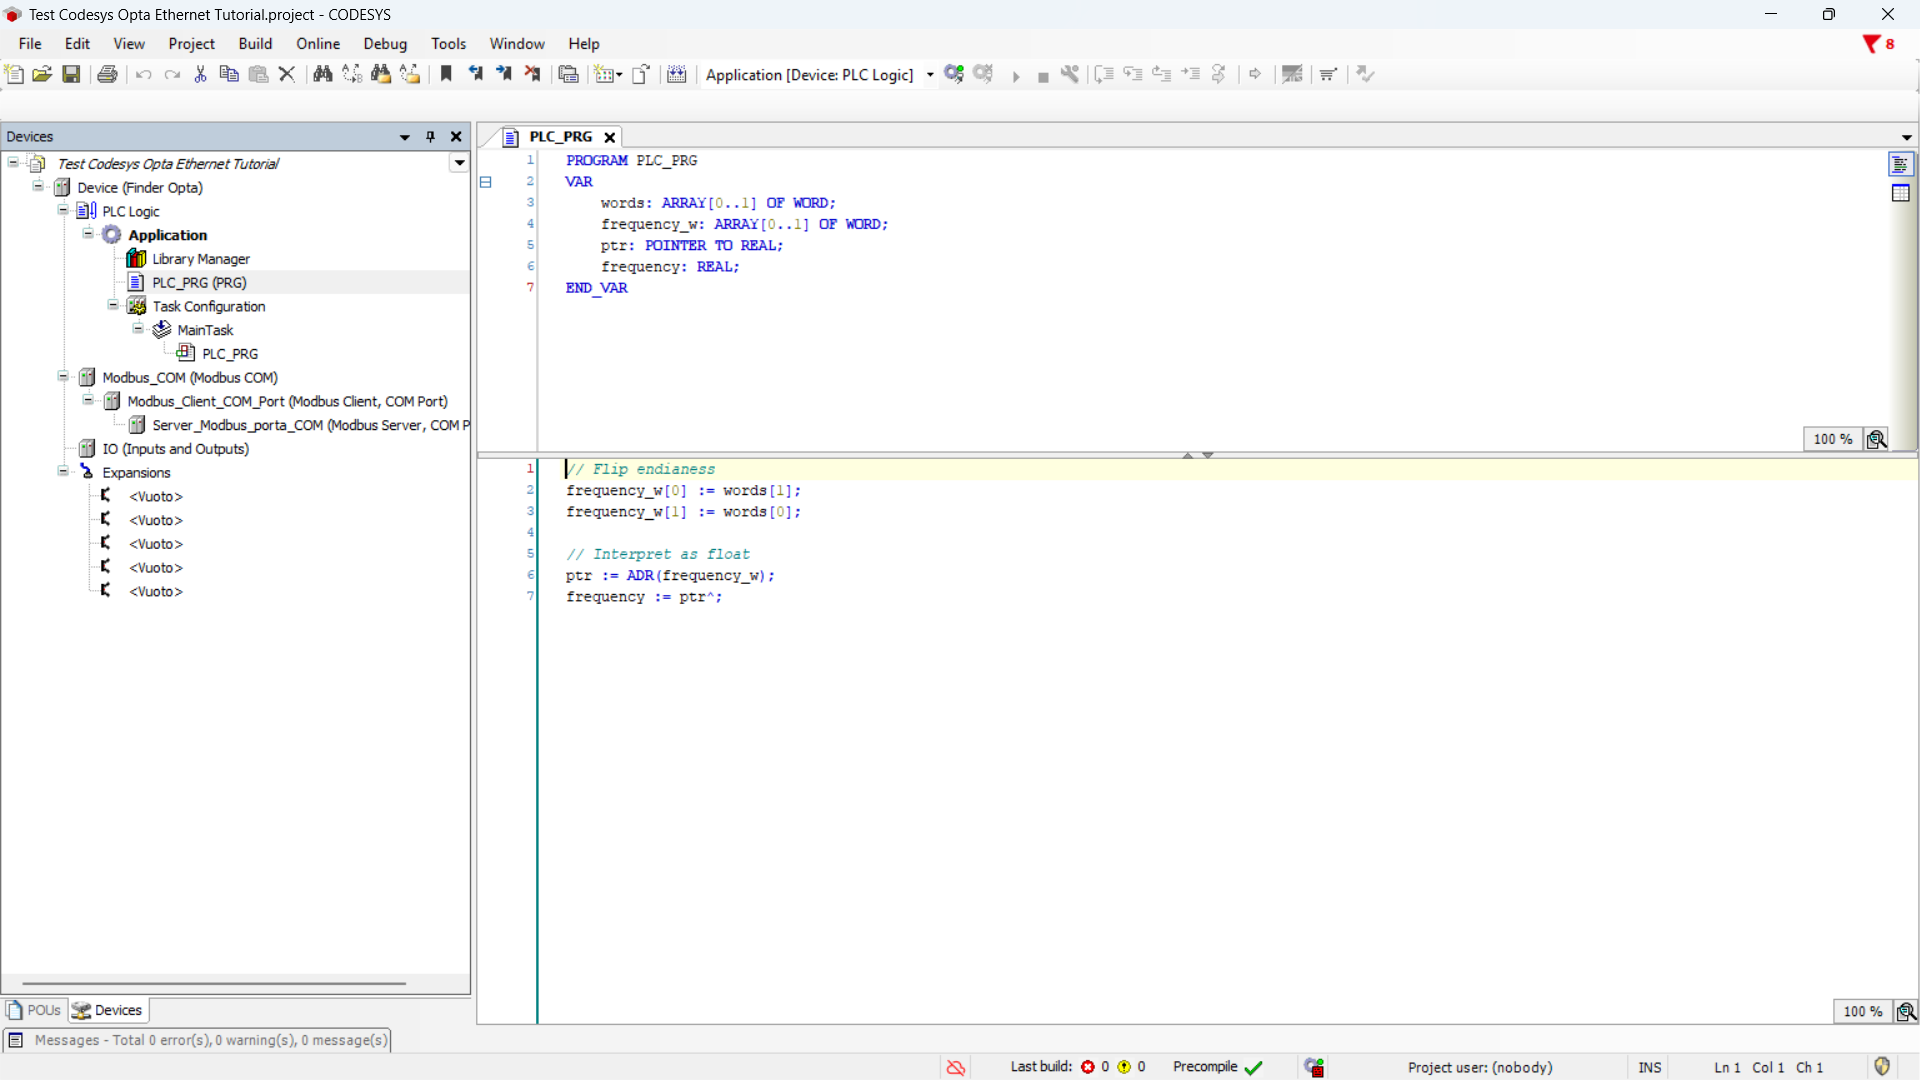 Test Codesys Opta Ethernet Tutorial.project - CODESYS
File Edit View Project Build Online Debug Tools Window Help
8
Application [Device: PLC Logic]
Devices
Test Codesys Opta Ethernet Tutorial
Device (Finder Opta)
PLC Logic
Application
Library Manager
PLC_PRG (PRG)
Task Configuration
MainTask
PLC_PRG
Modbus_COM (Modbus COM)
Modbus_Client_COM_Port (Modbus Client, COM Port)
Server_Modbus_porta_COM (Modbus Server, COM P
IO (Inputs and Outputs)
Expansions
<Vuoto>
<Vuoto>
<Vuoto>
<Vuoto>
<Vuoto>
POUs Devices
PLC_PRG
1 PROGRAM PLC_PRG
2 VAR
3 words: ARRAY[0..1] OF WORD;
4 frequency_w: ARRAY[0..1] OF WORD;
5 ptr: POINTER TO REAL;
6 frequency: REAL;
7 END_VAR
100 %
1 // Flip endianess
2 frequency_w[0] := words[1];
3 frequency_w[1] := words[0];
4
5 // Interpret as float
6 ptr := ADR(frequency_w);
7 frequency := ptr^;
100 %
Messages - Total 0 error(s), 0 warning(s), 0 message(s)
Last build: 0 0 Precompile Project user: (nobody) INS Ln 1 Col 1 Ch 1